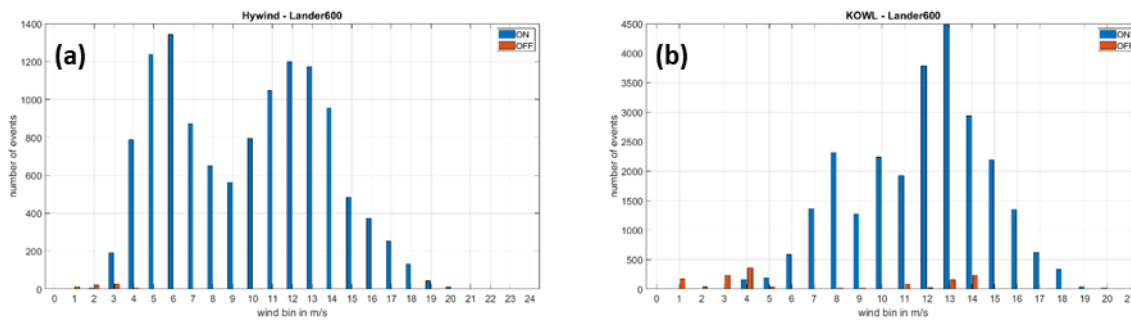 Hywind - Lander600
(a)
ON
OFF
number of events
1400
1200
1000
800
600
400
200
0
0 1 2 3 4 5 6 7 8 9 10 11 12 13 14 15 16 17 18 19 20 21 22 23 24
wind bin in m/s
KOWL - Lander600
(b)
ON
OFF
number of events
4500
4000
3500
3000
2500
2000
1500
1000
500
0
0 1 2 3 4 5 6 7 8 9 10 11 12 13 14 15 16 17 18 19 20 21
wind bin in m/s